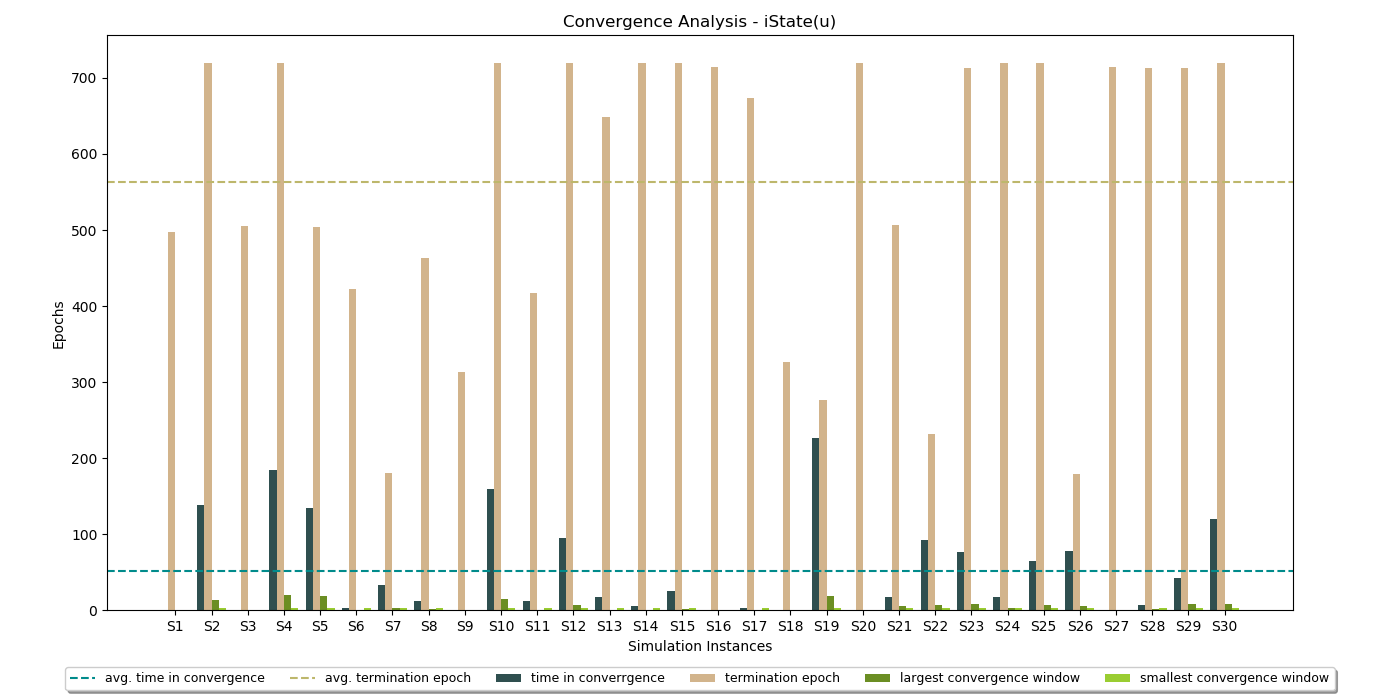 Convergence Analysis - iState(u)
700
600
500
400
300
200
100
0
Epochs
S1 S2 S3 S4 S5 S6 S7 S8 S9 S10 S11 S12 S13 S14 S15 S16 S17 S18 S19 S20 S21 S22 S23 S24 S25 S26 S27 S28 S29 S30
Simulation Instances
avg. time in convergence avg. termination epoch time in converrgence termination epoch largest convergence window smallest convergence window